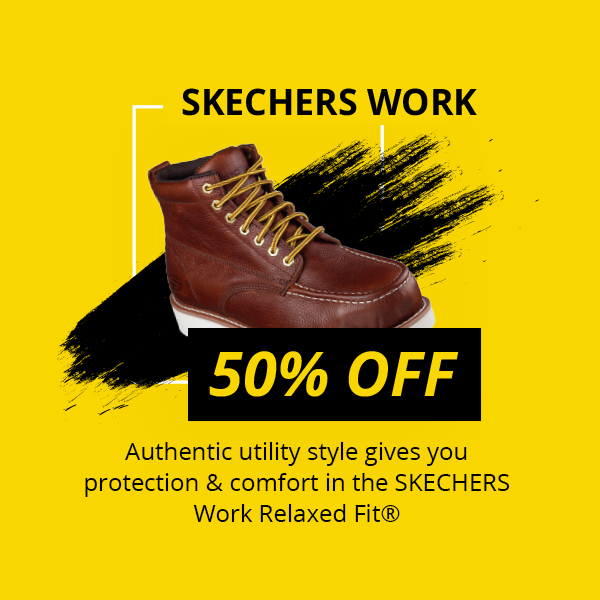 SKECHERS WORK
50% OFF
Authentic utility style gives you
protection & comfort in the SKECHERS
Work Relaxed Fit®